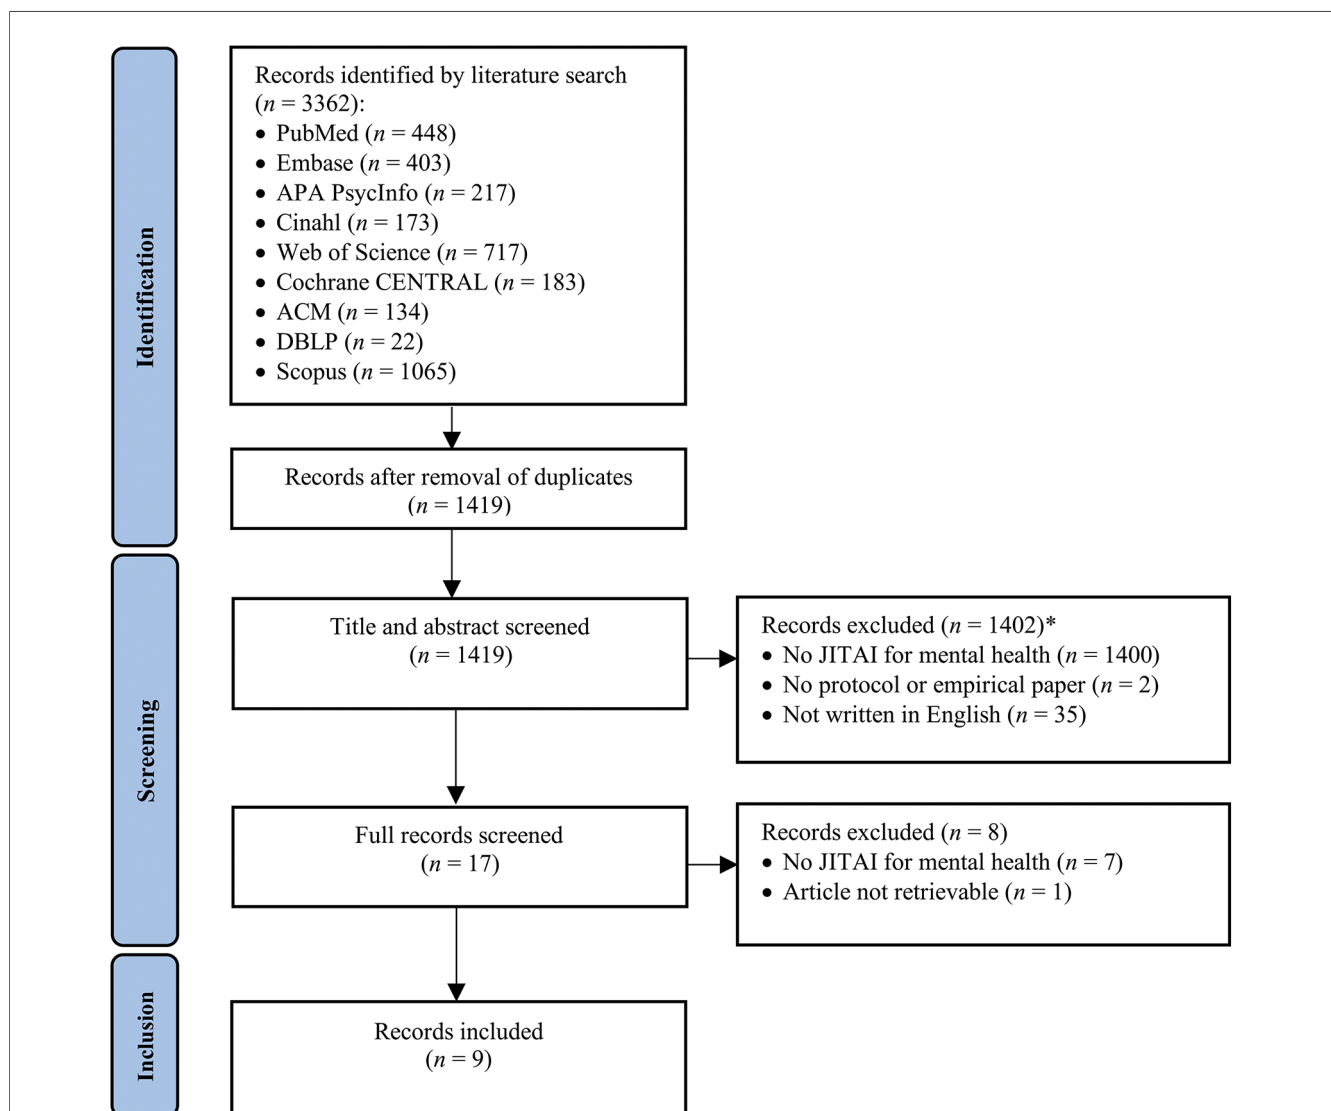 Identification
Records identified by literature search
(n = 3362):
• PubMed (n = 448)
• Embase (n = 403)
• APA PsycInfo (n = 217)
• Cinahl (n = 173)
• Web of Science (n = 717)
• Cochrane CENTRAL (n = 183)
• ACM (n = 134)
• DBLP (n = 22)
• Scopus (n = 1065)
Records after removal of duplicates
(n = 1419)
Screening
Title and abstract screened
(n = 1419)
Records excluded (n = 1402)*
• No JITAI for mental health (n = 1400)
• No protocol or empirical paper (n = 2)
• Not written in English (n = 35)
Full records screened
(n = 17)
Records excluded (n = 8)
• No JITAI for mental health (n = 7)
• Article not retrievable (n = 1)
Inclusion
Records included
(n = 9)